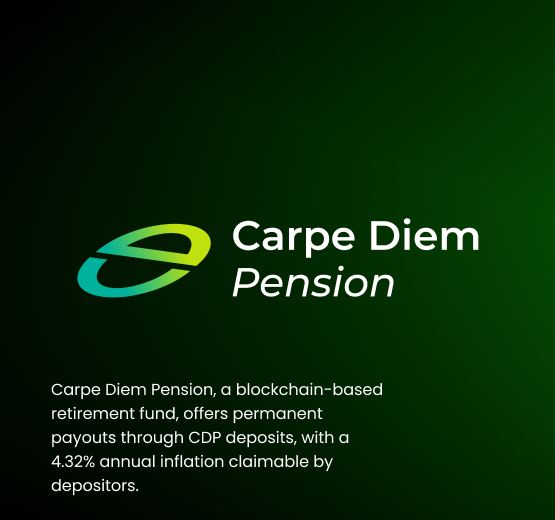 Carpe Diem
Pension
Carpe Diem Pension, a blockchain-based
retirement fund, offers permanent
payouts through CDP deposits, with a
4.32% annual inflation claimable by
depositors.